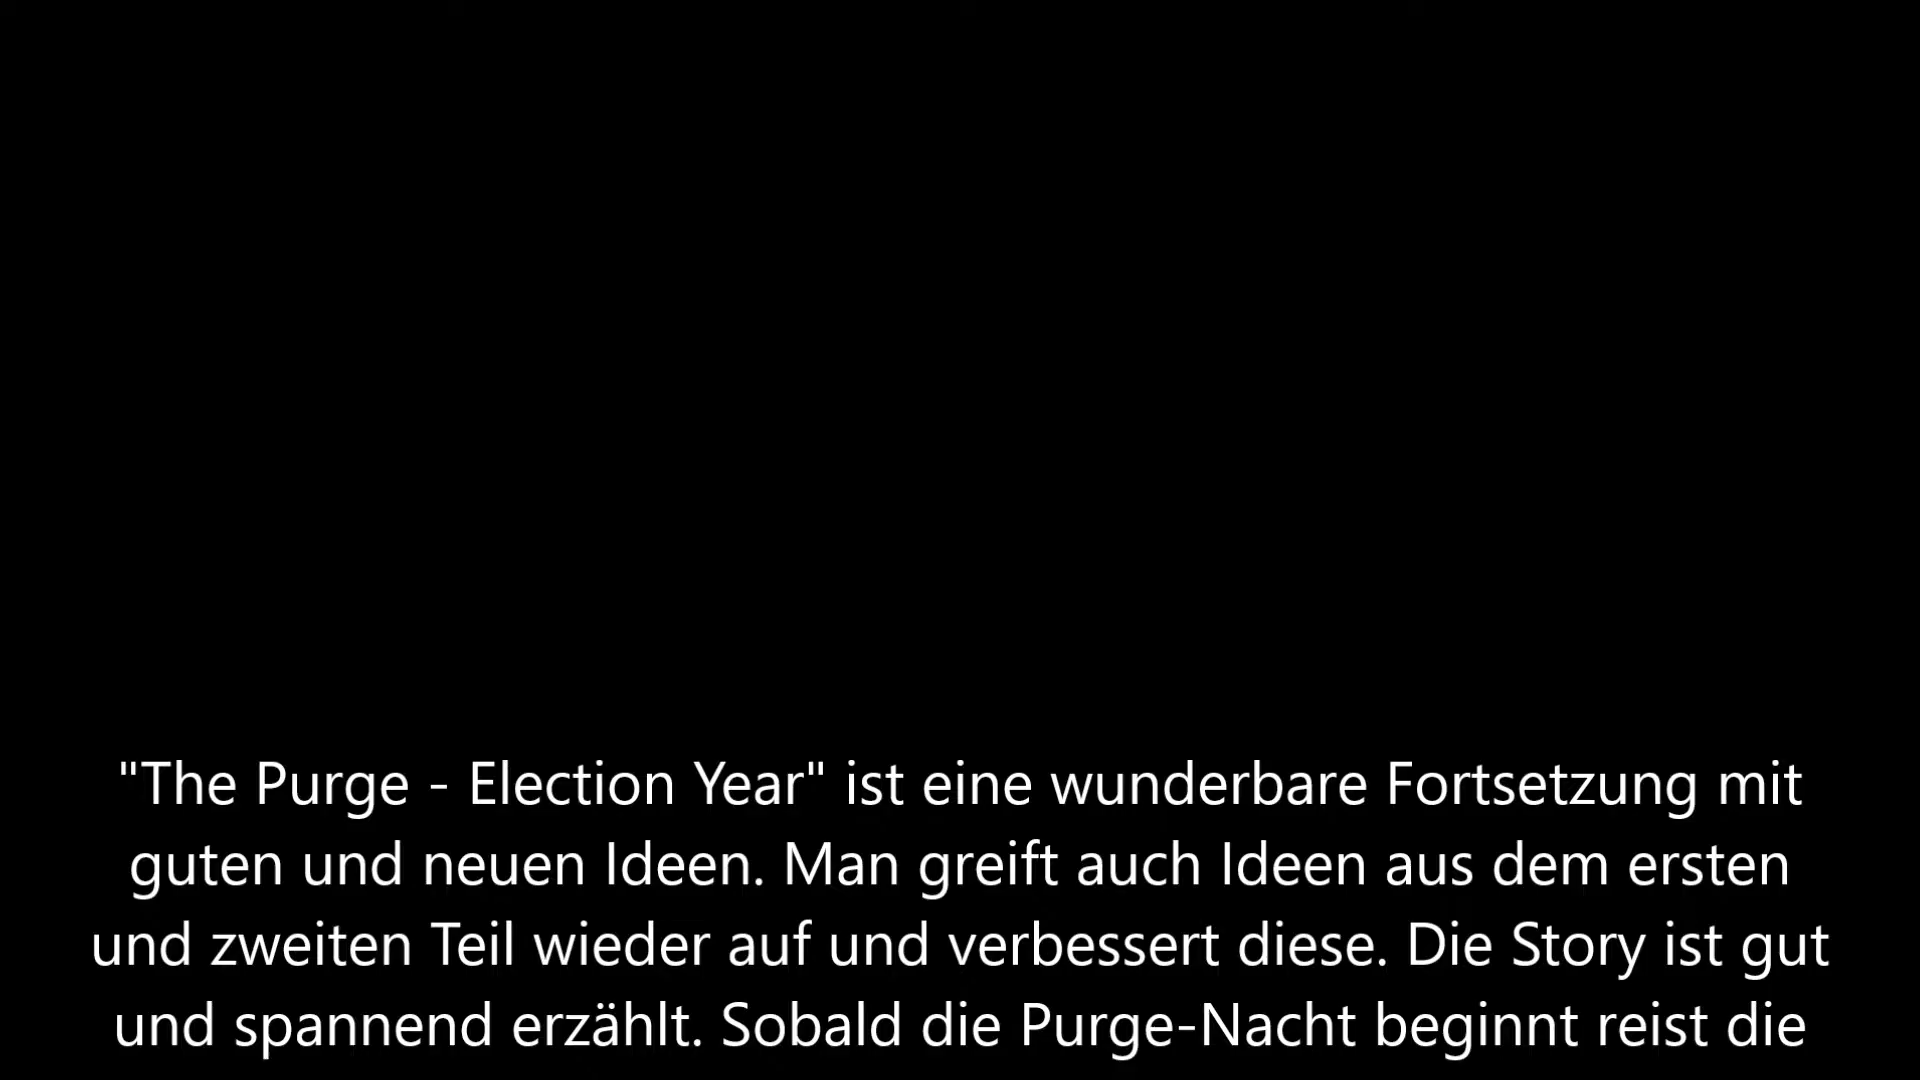 "The Purge - Election Year" ist eine wunderbare Fortsetzung mit
guten und neuen Ideen. Man greift auch Ideen aus dem ersten
und zweiten Teil wieder auf und verbessert diese. Die Story ist gut
und spannend erzählt. Sobald die Purge-Nacht beginnt reist die